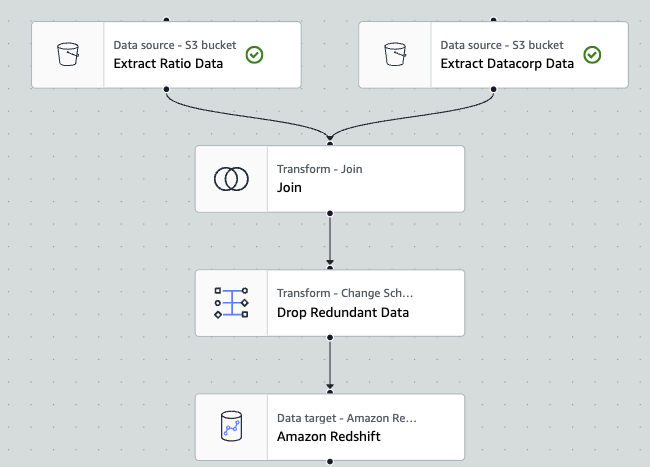 Data source - S3 bucket
Extract Ratio Data
Data source - S3 bucket
Extract Datacorp Data
Transform - Join
Join
Transform - Change Sch...
Drop Redundant Data
Data target - Amazon Re...
Amazon Redshift